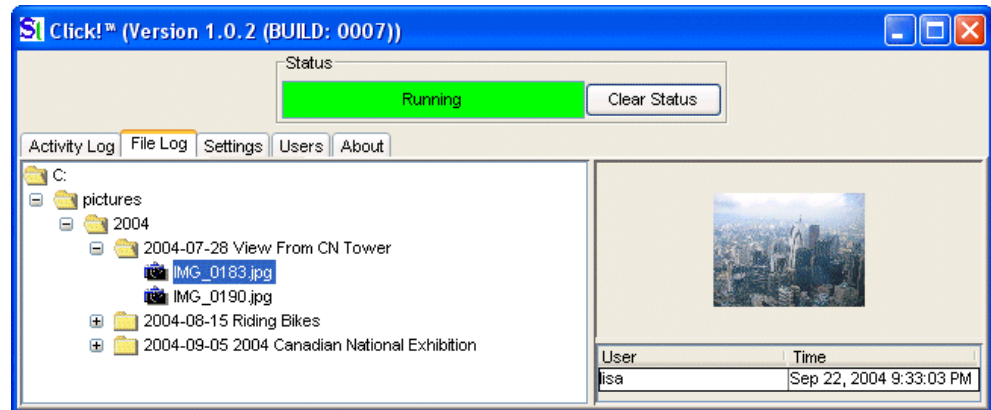 St Click!™ (Version 1.0.2 (BUILD: 0007))
Status
Running
Clear Status
Activity Log File Log Settings Users About
C:
pictures
2004
2004-07-28 View From CN Tower
IMG_0183.jpg
IMG_0190.jpg
2004-08-15 Riding Bikes
2004-09-05 2004 Canadian National Exhibition
User Time
lisa Sep 22, 2004 9:33:03 PM